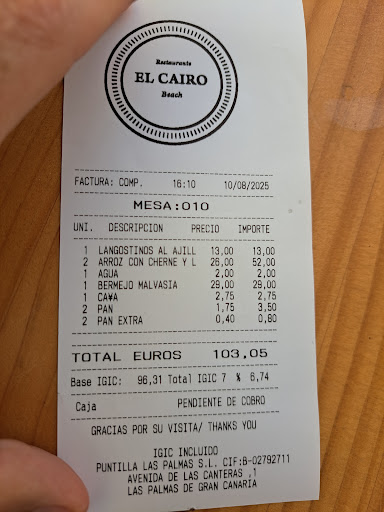 Restaurante
EL CAIRO
Beach
FACTURA: COMP. 16:10 10/08/2025
MESA:010
UNI. DESCRIPCION PRECIO IMPORTE
1 LANGOSTINOS AL AJILL 13,00 13,00
2 ARROZ CON CHERNE Y L 26,00 52,00
1 AGUA 2,00 2,00
1 BERMEJO MALVASIA 29,00 29,00
1 CA¥A 2,75 2,75
2 PAN 1,75 3,50
2 PAN EXTRA 0,40 0,80
TOTAL EUROS 103,05
Base IGIC: 96,31 Total IGIC 7 % 6,74
Caja PENDIENTE DE COBRO
GRACIAS POR SU VISITA/ THANKS YOU
IGIC INCLUIDO
PUNTILLA LAS PALMAS S.L. CIF:B-02792711
AVENIDA DE LAS CANTERAS ,1
LAS PALMAS DE GRAN CANARIA